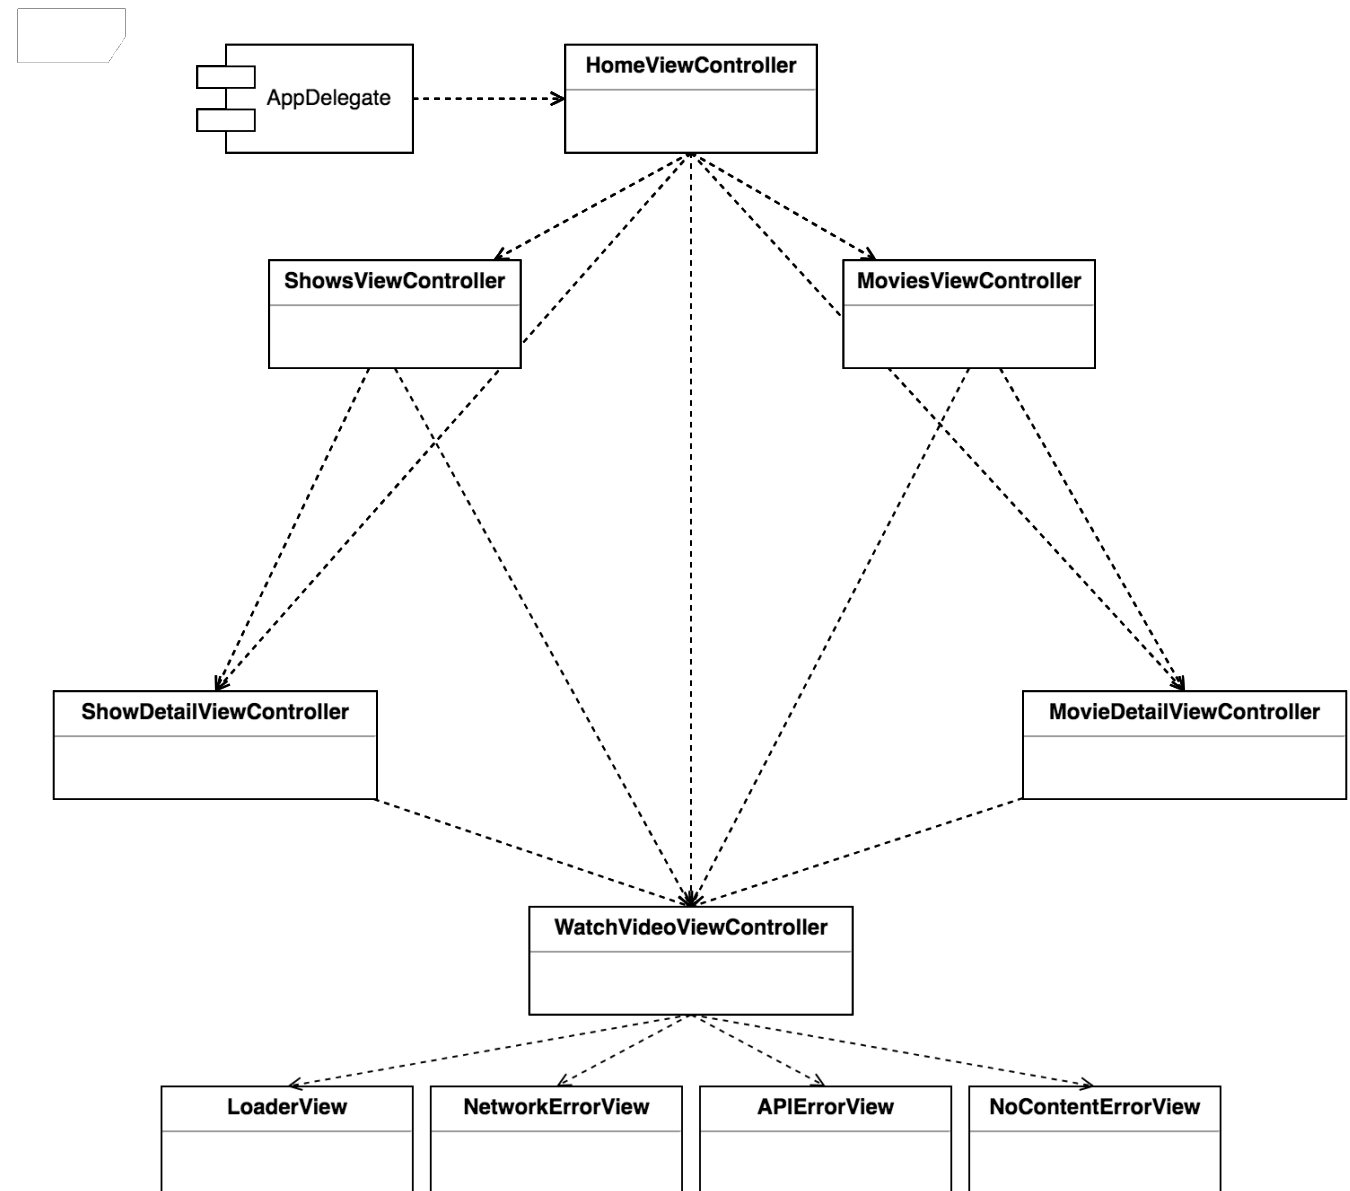 AppDelegate
HomeViewController
ShowsViewController
MoviesViewController
ShowDetailViewController
MovieDetailViewController
WatchVideoViewController
LoaderView
NetworkErrorView
APIErrorView
NoContentErrorView